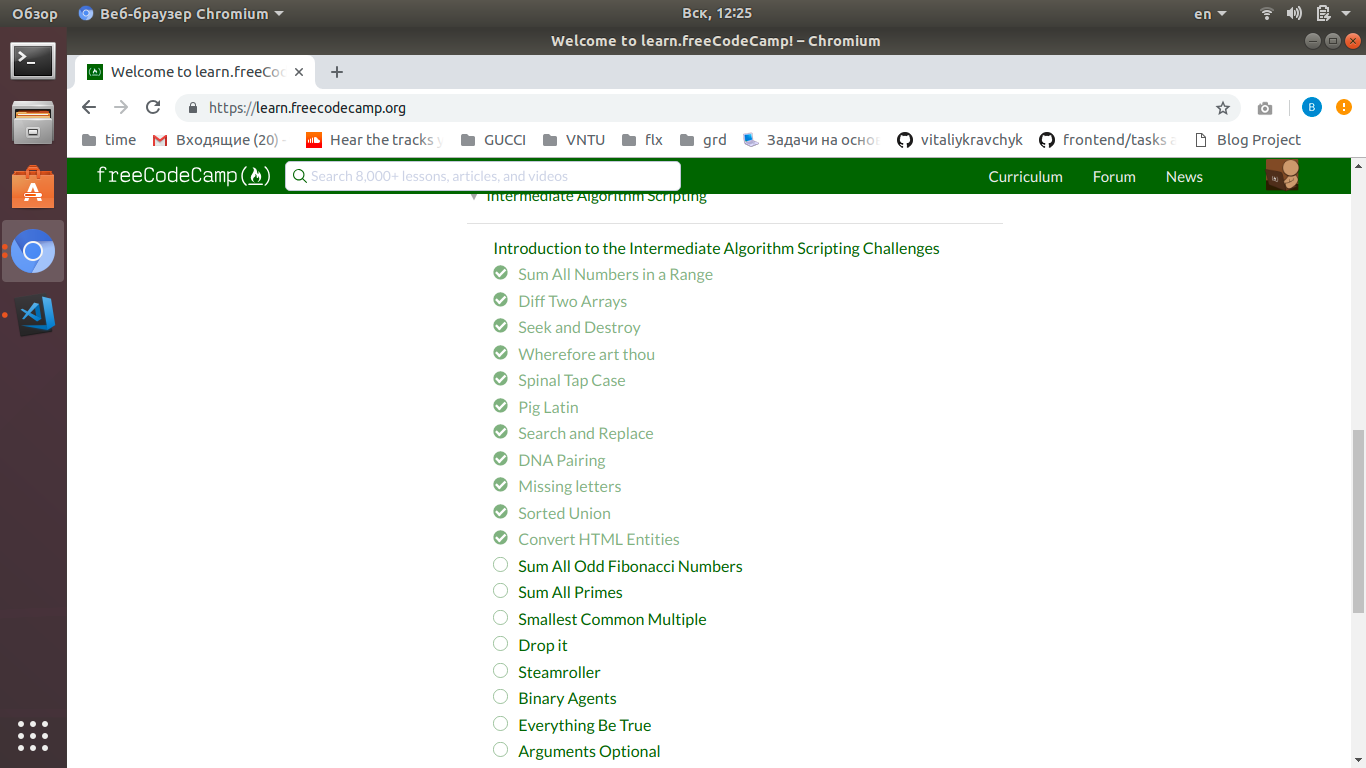 Обзор Веб-браузер Chromium Вск, 12:25 en
Welcome to learn.freeCodeCamp! – Chromium
Welcome to learn.freeCo
https://learn.freecodecamp.org B
time Входящие (20) - Hear the tracks y GUCCI VNTU flx grd Задачи на осно vitaliykravchyk frontend/tasks a Blog Project
freeCodeCamp Search 8,000+ lessons, articles, and videos Curriculum Forum News
Intermediate Algorithm Scripting
Introduction to the Intermediate Algorithm Scripting Challenges
Sum All Numbers in a Range
Diff Two Arrays
Seek and Destroy
Wherefore art thou
Spinal Tap Case
Pig Latin
Search and Replace
DNA Pairing
Missing letters
Sorted Union
Convert HTML Entities
Sum All Odd Fibonacci Numbers
Sum All Primes
Smallest Common Multiple
Drop it
Steamroller
Binary Agents
Everything Be True
Arguments Optional